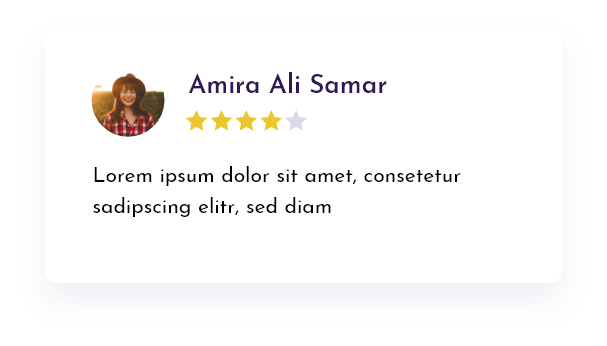 Amira Ali Samar
Lorem ipsum dolor sit amet, consetetur
sadipscing elitr, sed diam